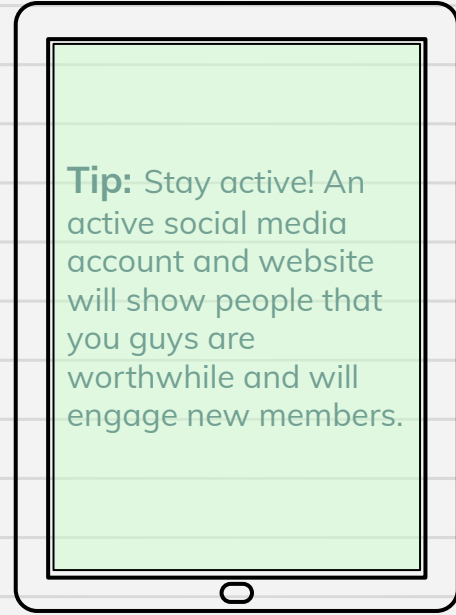 Tip: Stay active! An
active social media
account and website
will show people that
you guys are
worthwhile and will
engage new members.